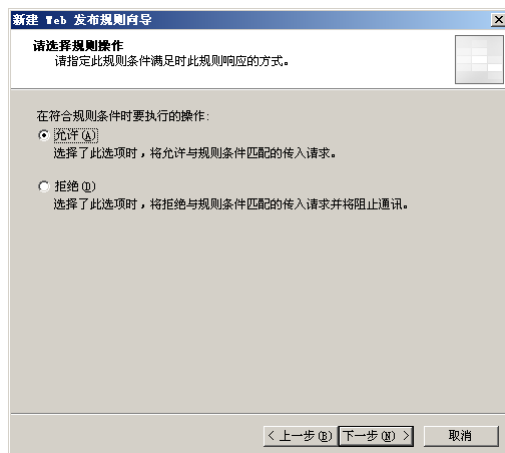 新建 Web 发布规则向导
请选择规则操作
请指定此规则条件满足时此规则响应的方式。
在符合规则条件时要执行的操作:
允许(A)
选择了此选项时，将允许与规则条件匹配的传入请求。
拒绝(D)
选择了此选项时，将拒绝与规则条件匹配的传入请求并将阻止通讯。
< 上一步(B) 下一步(N) > 取消